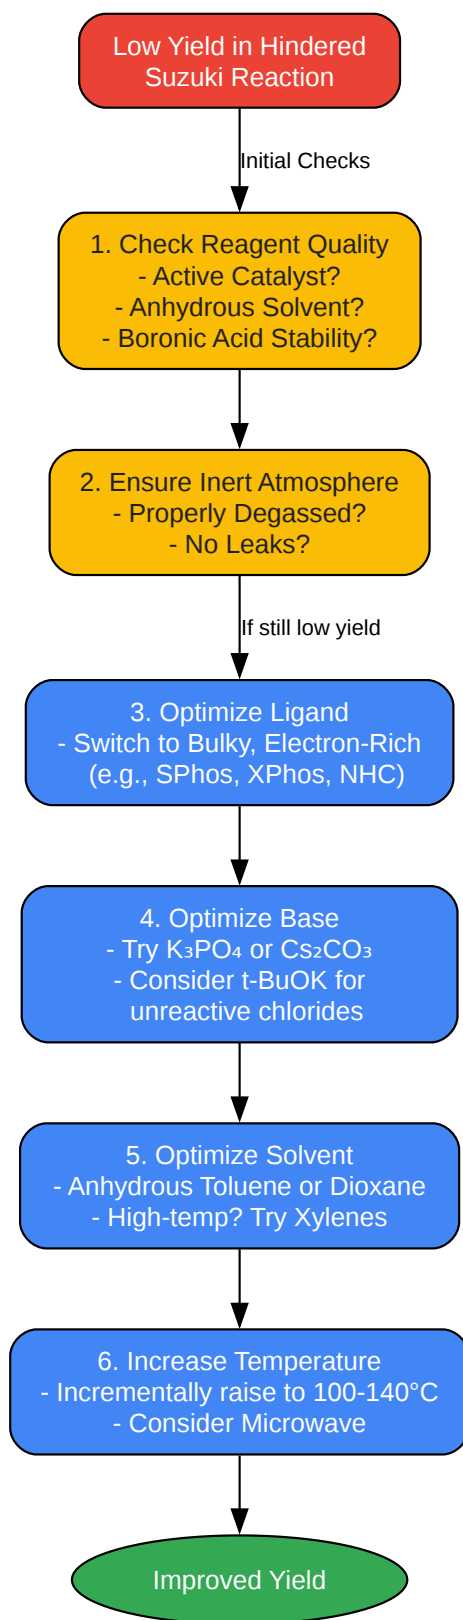 Low Yield in Hindered
Suzuki Reaction
Initial Checks
1. Check Reagent Quality
- Active Catalyst?
- Anhydrous Solvent?
- Boronic Acid Stability?
2. Ensure Inert Atmosphere
- Properly Degassed?
- No Leaks?
If still low yield
3. Optimize Ligand
- Switch to Bulky, Electron-Rich
(e.g., SPhos, XPhos, NHC)
4. Optimize Base
- Try K₃PO₄ or Cs₂CO₃
- Consider t-BuOK for
unreactive chlorides
5. Optimize Solvent
- Anhydrous Toluene or Dioxane
- High-temp? Try Xylenes
6. Increase Temperature
- Incrementally raise to 100-140°C
- Consider Microwave
Improved Yield